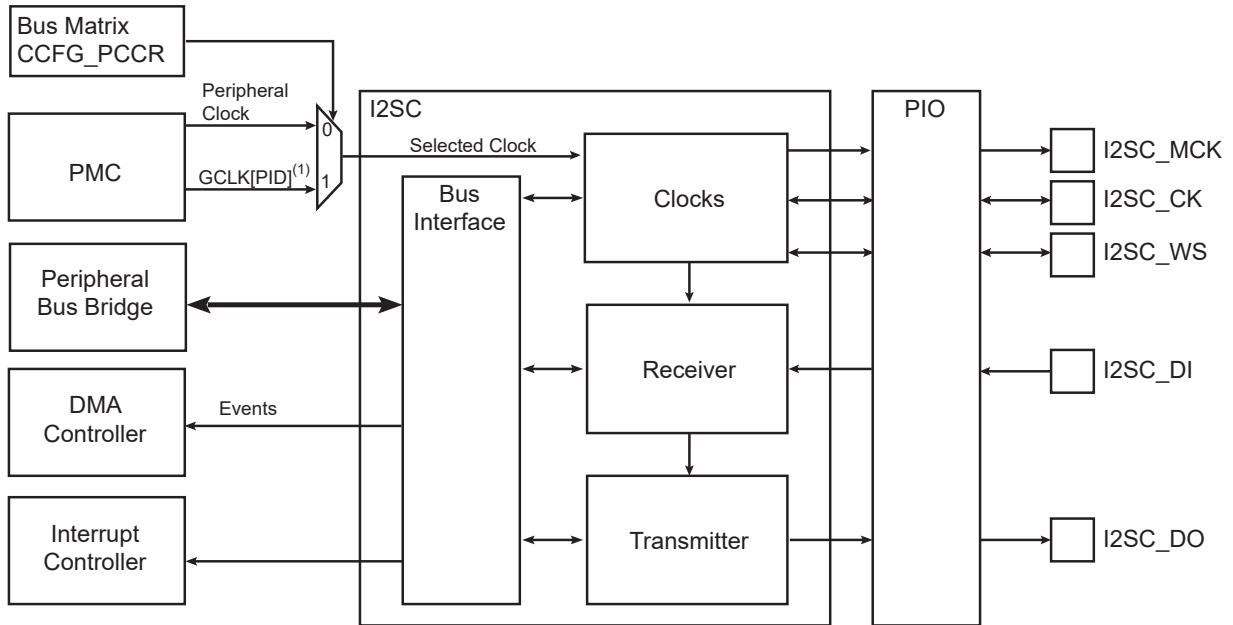 Bus Matrix
CCFG_PCCR
Peripheral
Clock
PMC
GCLK[PID](1)
0
1
I2SC
Selected Clock
Bus
Interface
Clocks
PIO
I2SC_MCK
I2SC_CK
I2SC_WS
Peripheral
Bus Bridge
Receiver
I2SC_DI
DMA
Controller
Events
Interrupt
Controller
Transmitter
I2SC_DO